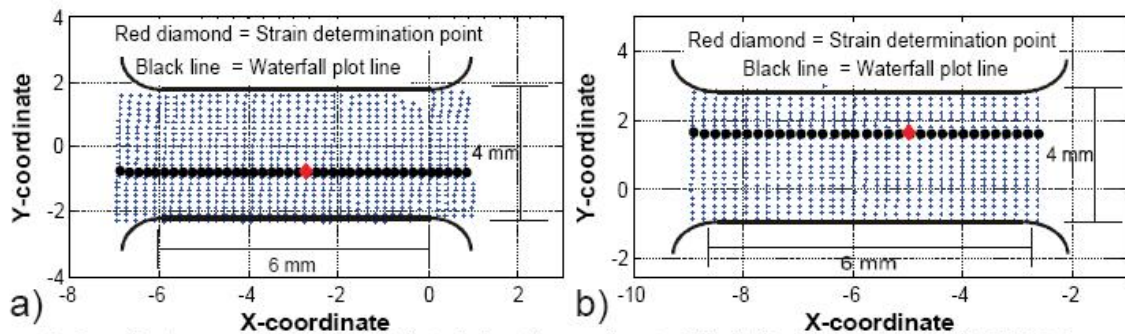 Red diamond = Strain determination point
Black line = Waterfall plot line
Y-coordinate
4
2
0
-2
-4
4 mm
6 mm
-8
-6
-4
-2
0
2
X-coordinate
a)
Red diamond = Strain determination point
Black line = Waterfall plot line
Y-coordinate
4
2
0
-2
4 mm
6 mm
-10
-8
-6
-4
-2
-1
X-coordinate
b)